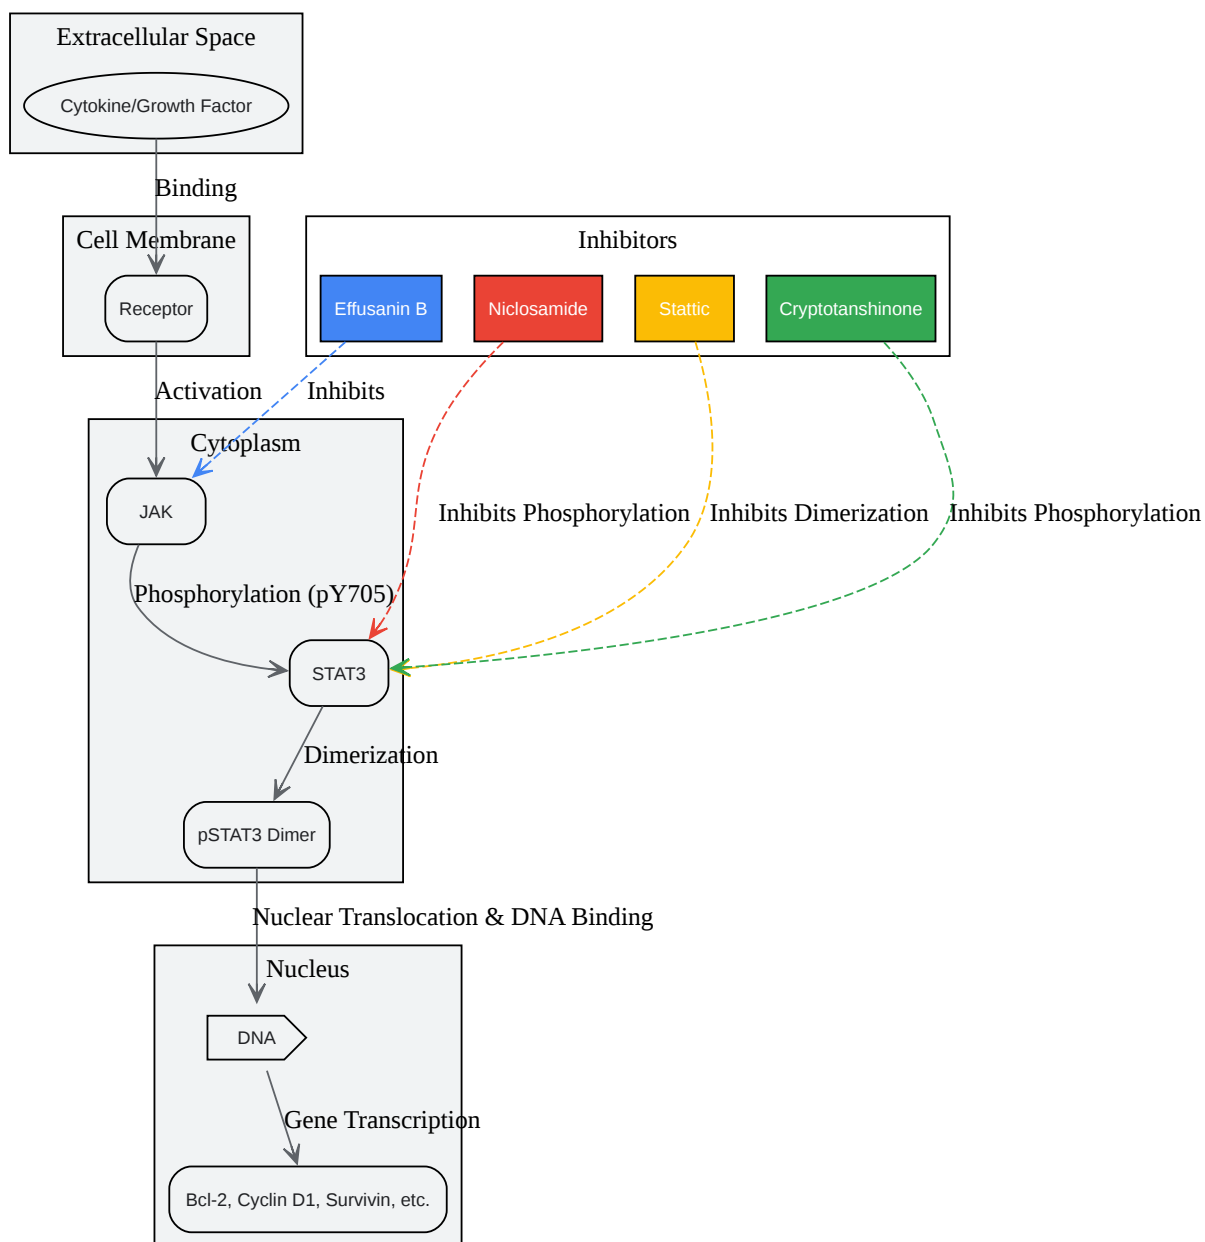 Extracellular Space
Cytokine/Growth Factor
Binding
Cell Membrane
Receptor
Inhibitors
Effusanin B
Niclosamide
Stattic
Cryptotanshinone
Activation
Inhibits
Cytoplasm
JAK
Inhibits Phosphorylation
Inhibits Dimerization
Inhibits Phosphorylation
Phosphorylation (pY705)
STAT3
Dimerization
pSTAT3 Dimer
Nuclear Translocation & DNA Binding
Nucleus
DNA
Gene Transcription
Bcl-2, Cyclin D1, Survivin, etc.